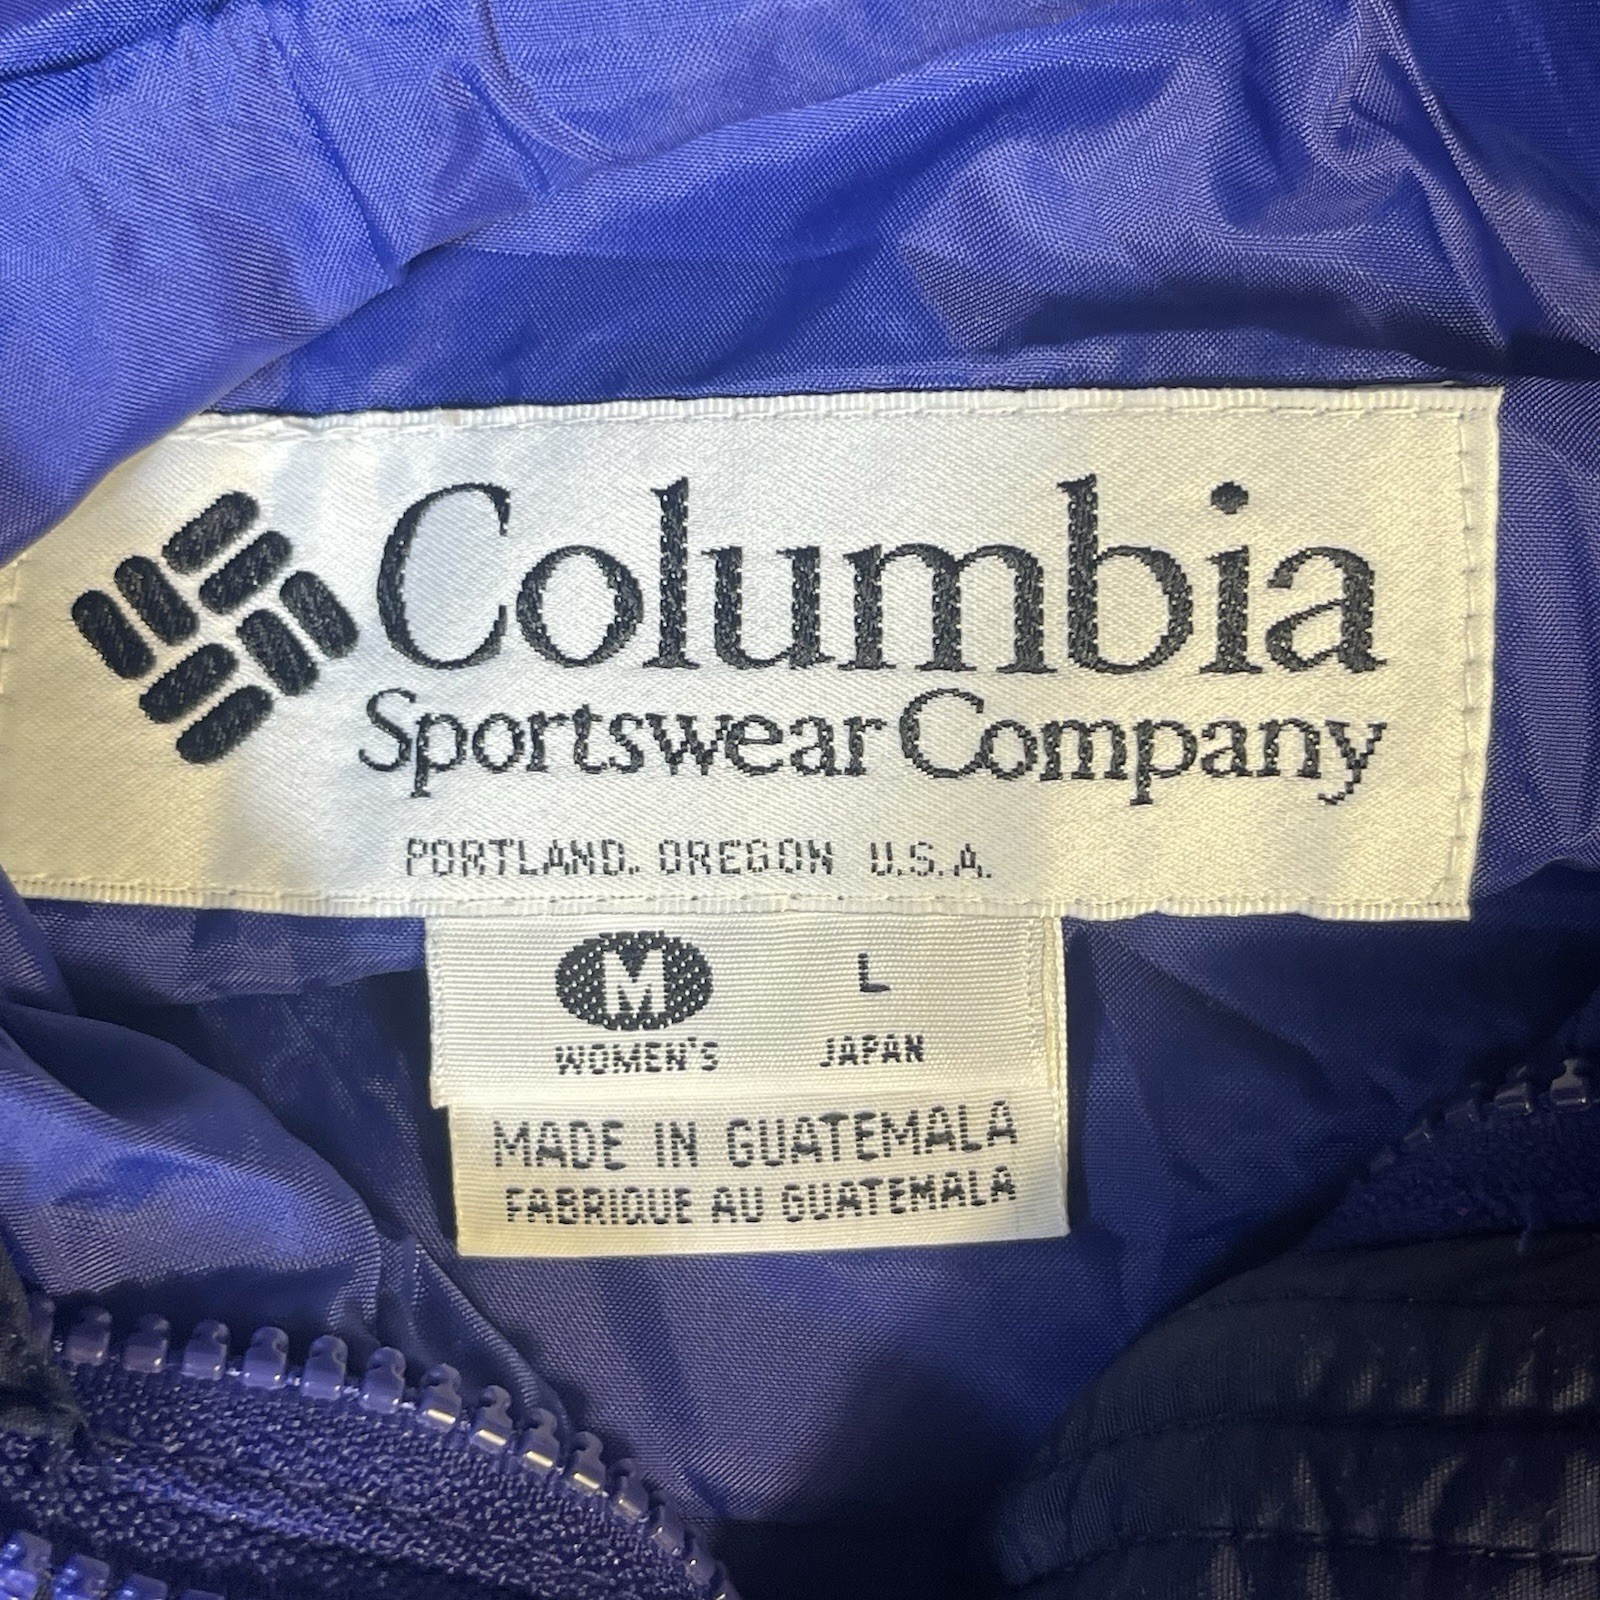 Columbia
Sportswear Company
PORTLAND, OREGON U.S.A.
M L
WOMEN'S JAPAN
MADE IN GUATEMALA
FABRIQUE AU GUATEMALA